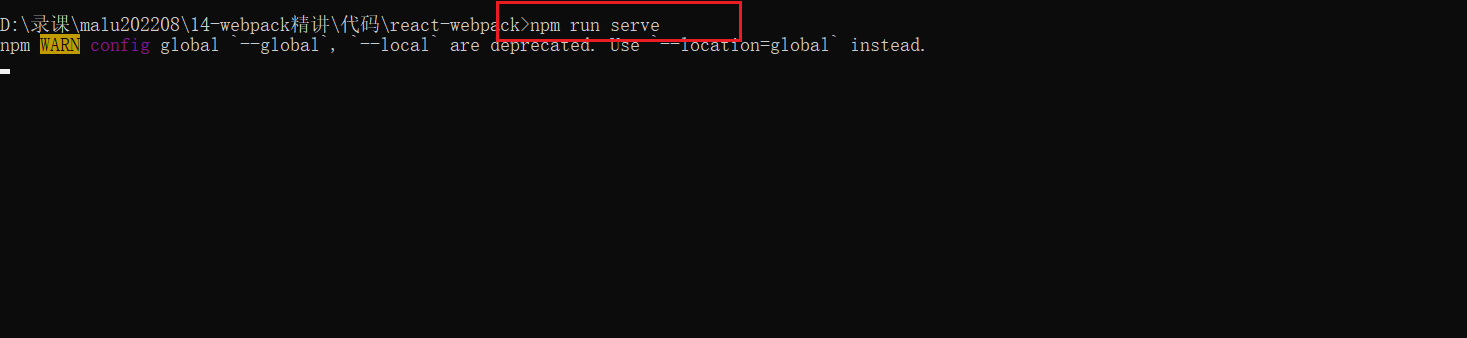 D:\录课\malu202208\14-webpack精讲\代码\react-webpack>npm run serve
npm WARN config global `--global`, `--local` are deprecated. Use `--location=global` instead.